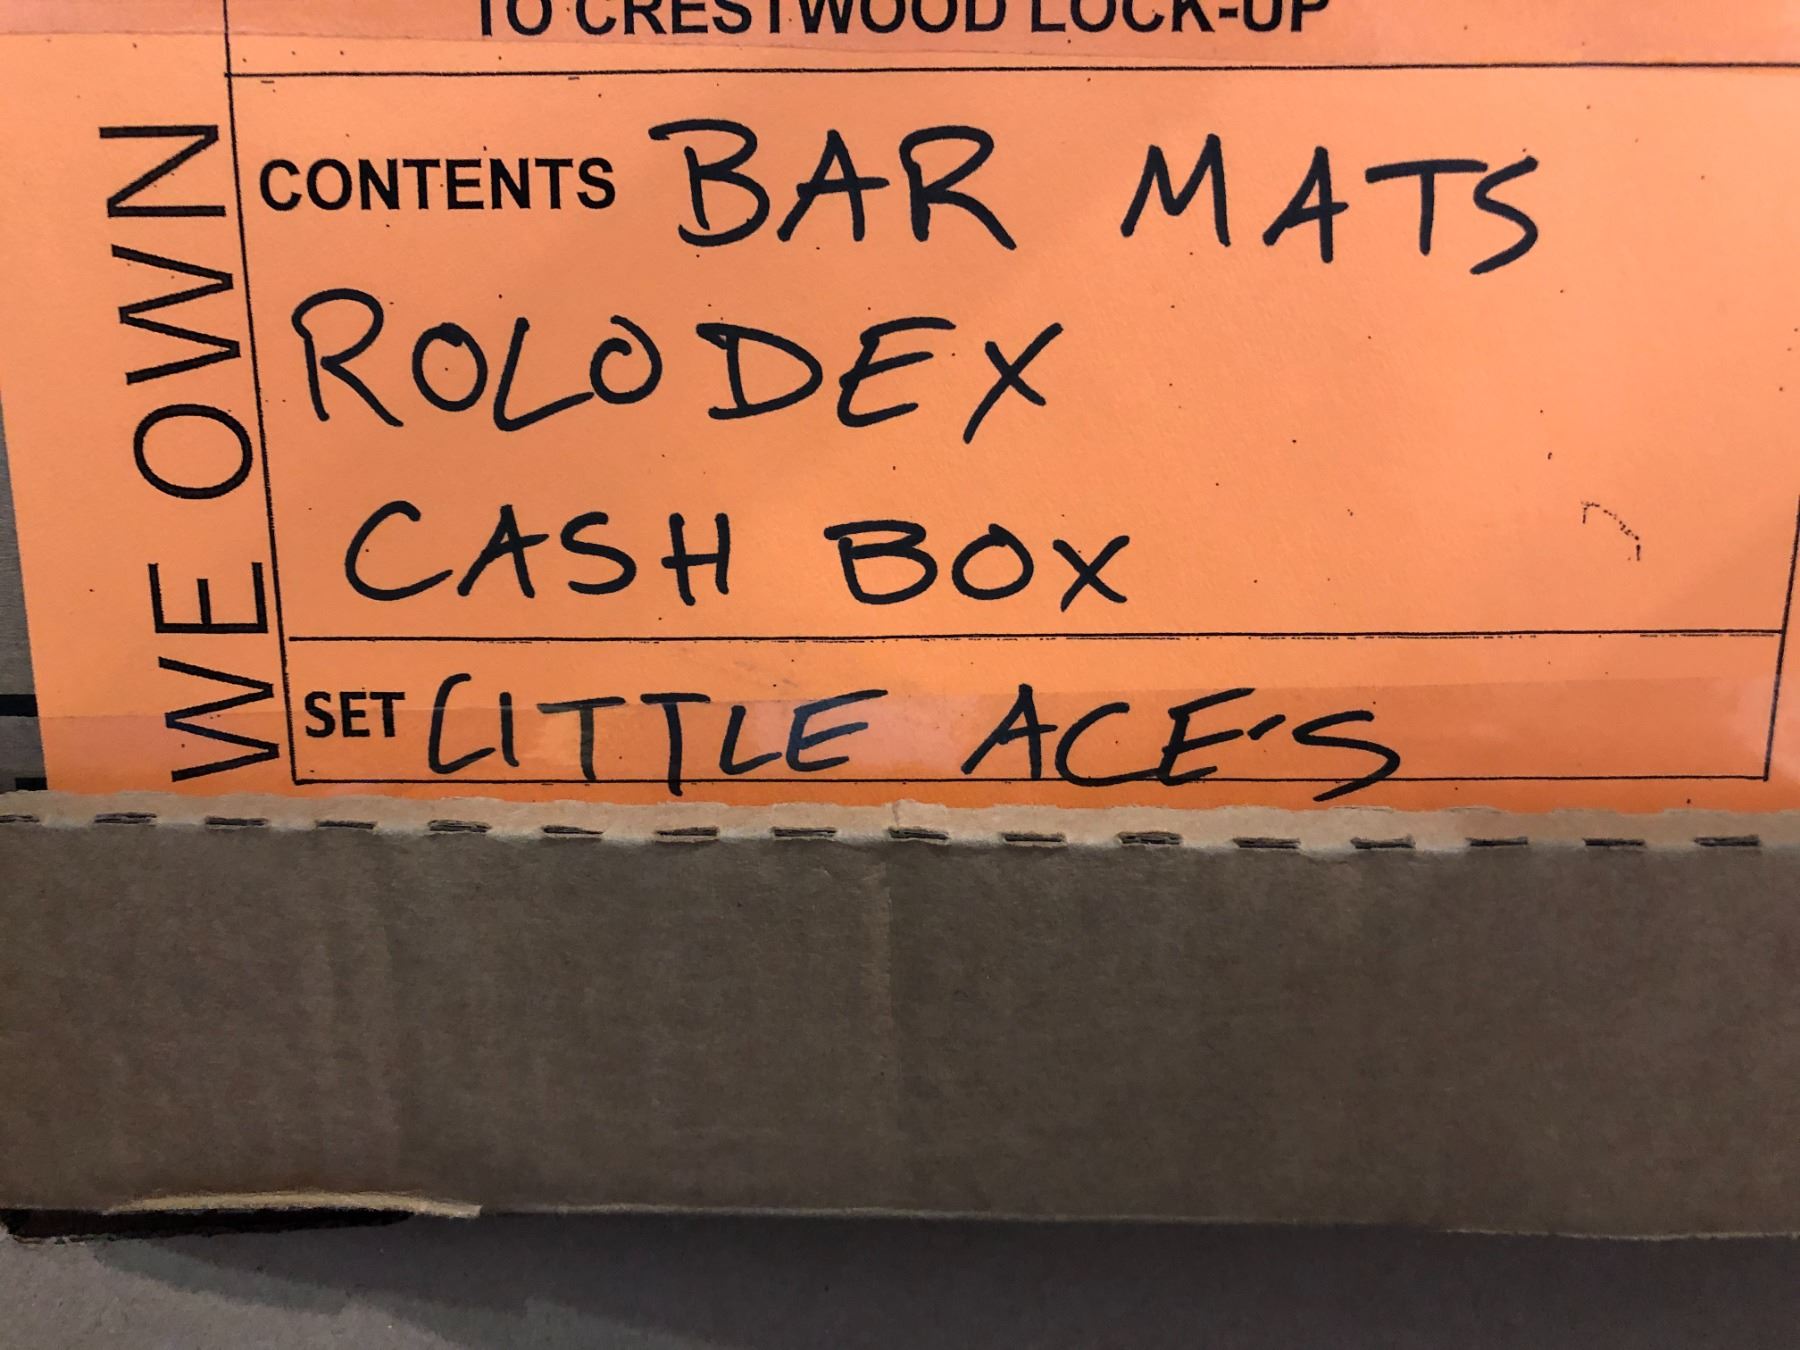 TO CRESTWOOD LOCK-UP
WE OWN
CONTENTS BAR MATS
ROLODEX
CASH BOX
SET LITTLE ACE'S